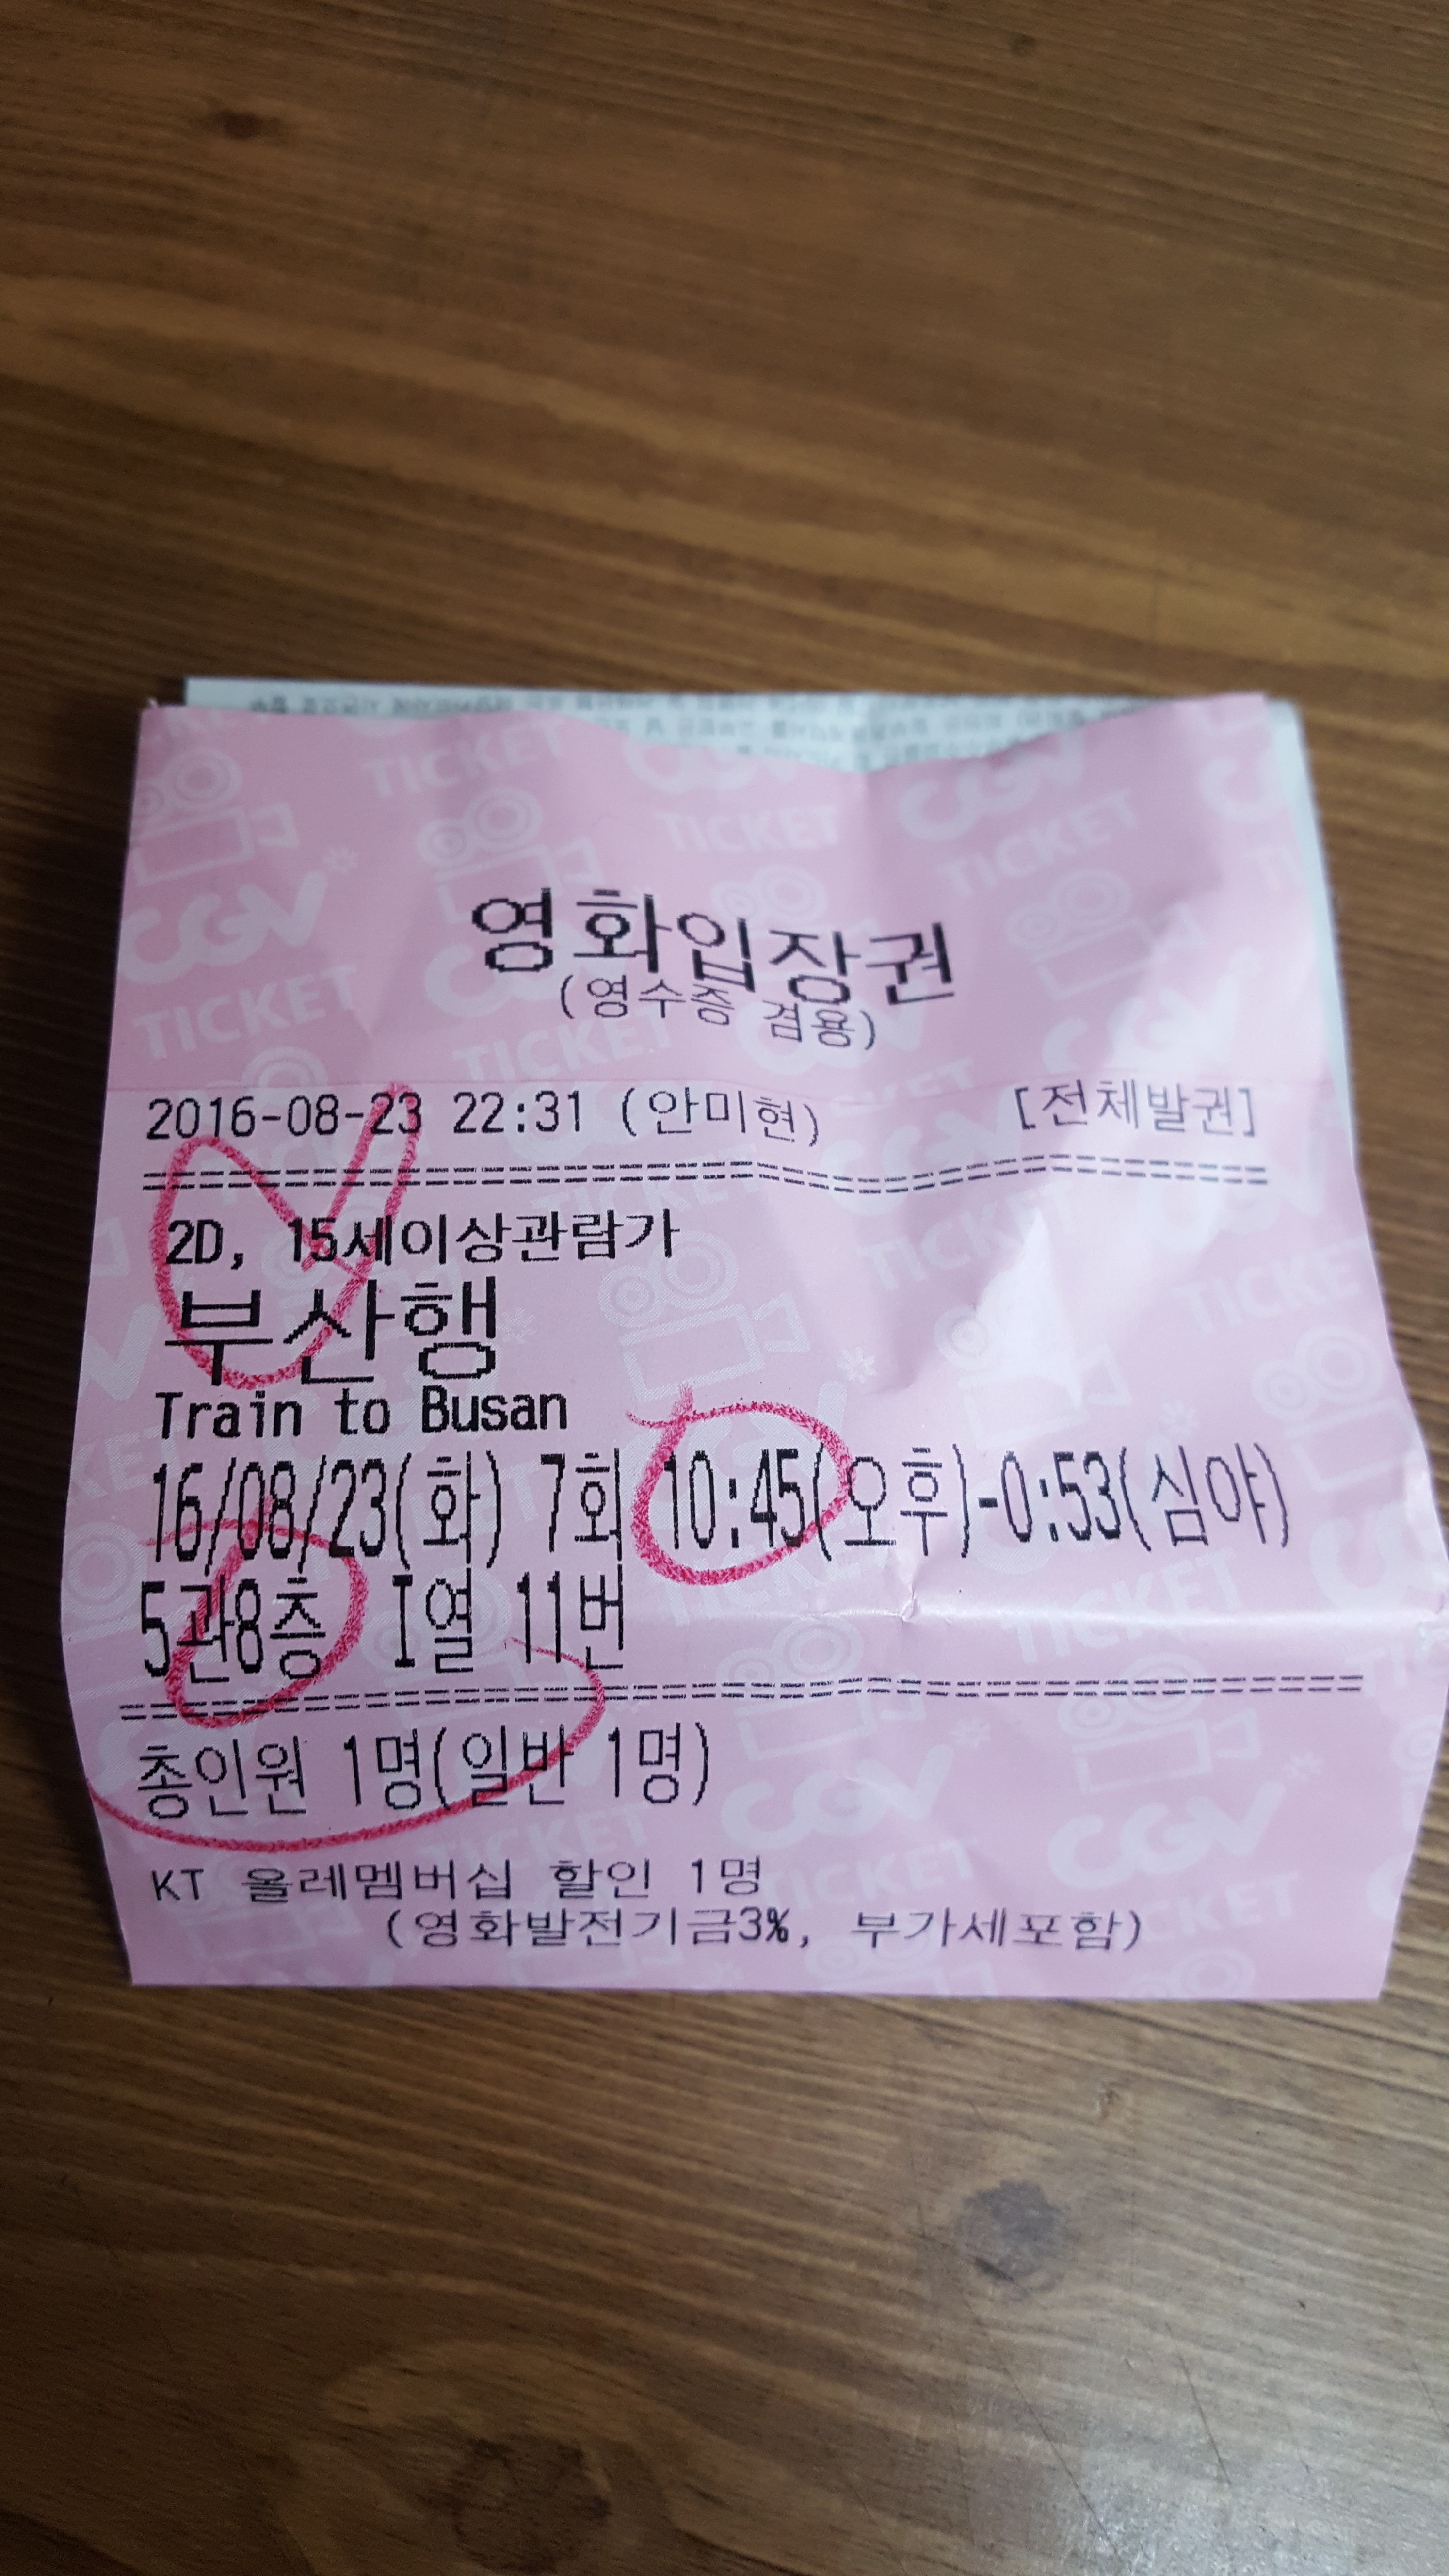 영화입장권
(영수증 겸용)
2016-08-23 22:31 (안미현) [전체발권]
2D, 15세이상관람가
부산행
Train to Busan
16/08/23(화) 7회 10:45(오후)-0:53(심야)
5관8층 I열 11번
총인원 1명(일반 1명)
KT 올레멤버십 할인 1명
(영화발전기금3%, 부가세포함)
CGV
TICKET